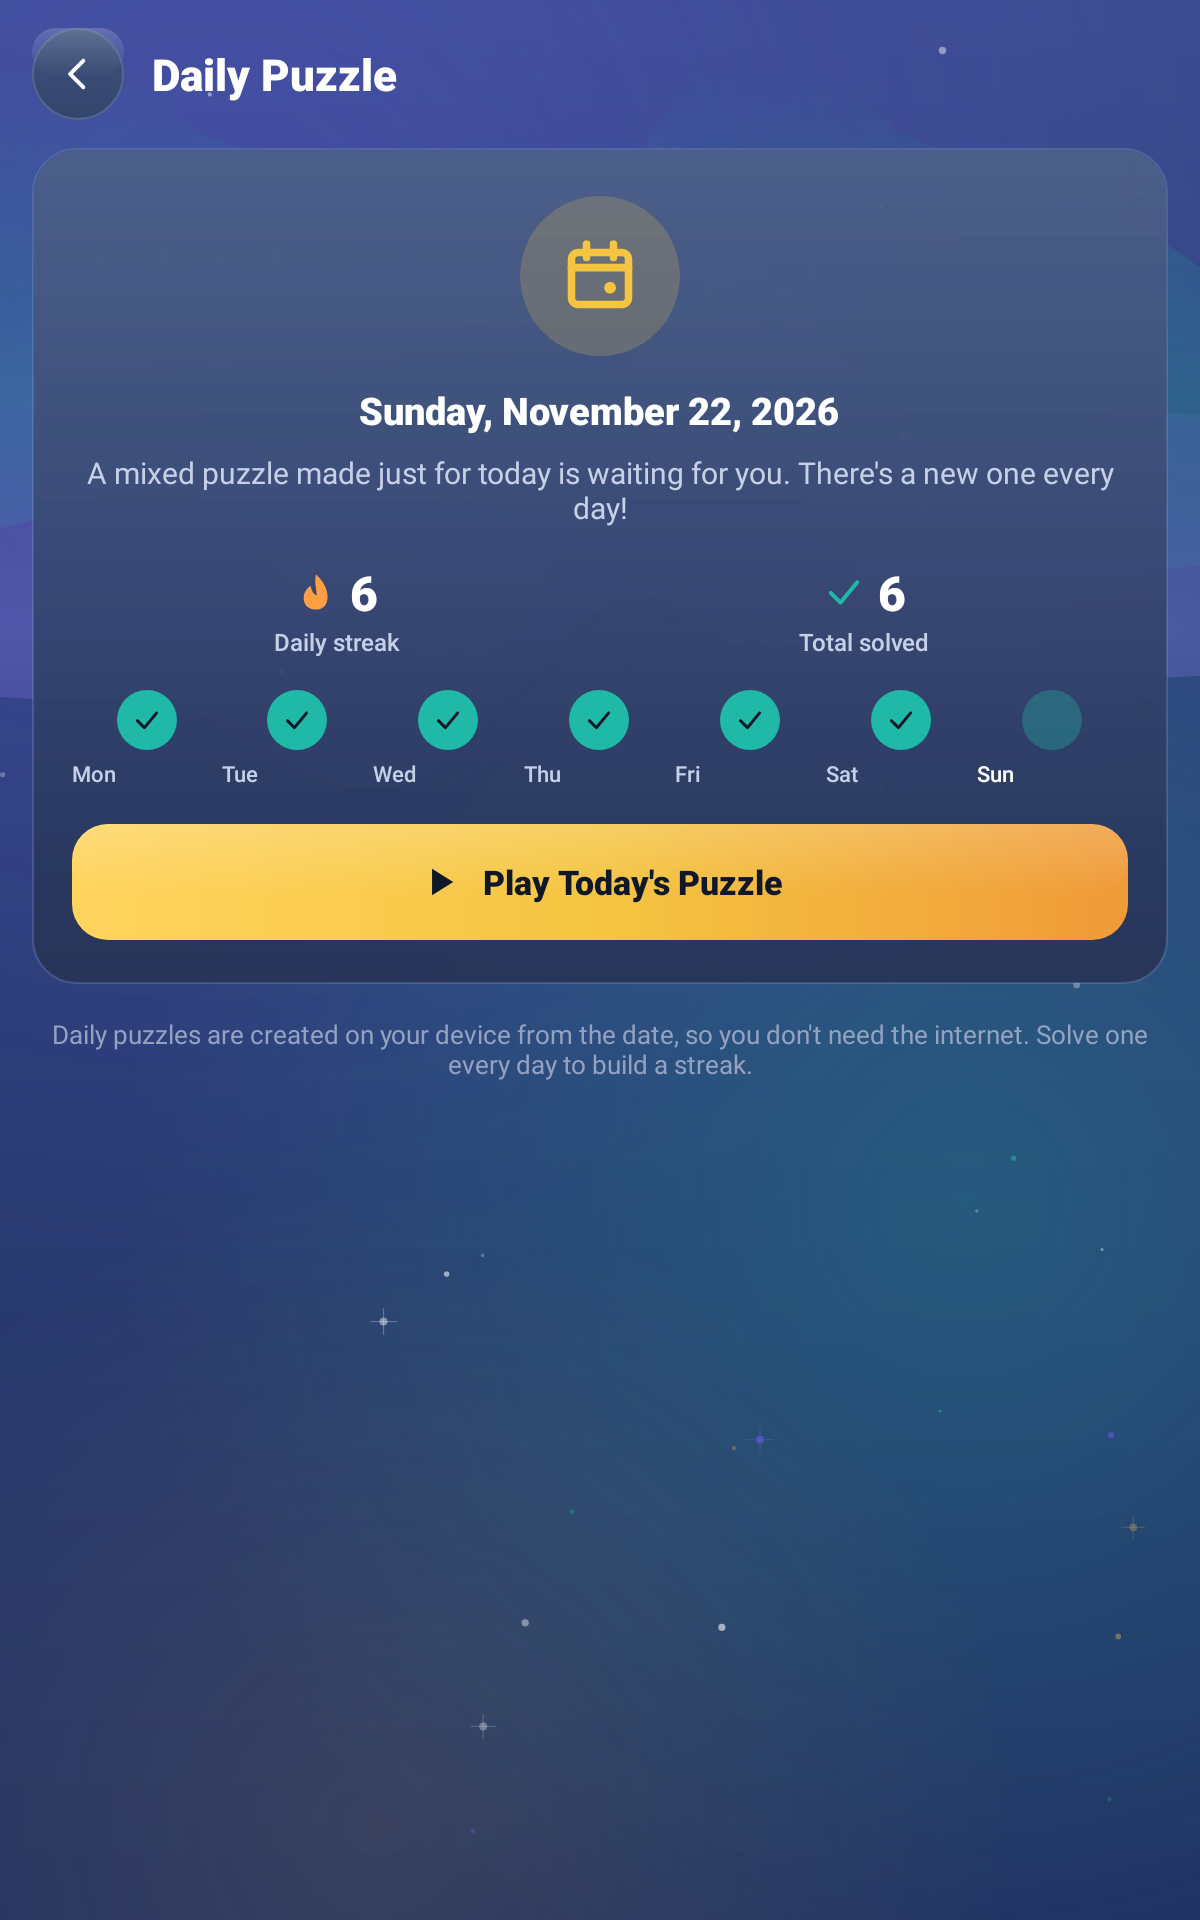 Daily Puzzle
Sunday, November 22, 2026
A mixed puzzle made just for today is waiting for you. There's a new one every
day!
6
Daily streak
6
Total solved
Mon Tue Wed Thu Fri Sat Sun
Play Today's Puzzle
Daily puzzles are created on your device from the date, so you don't need the internet. Solve one
every day to build a streak.